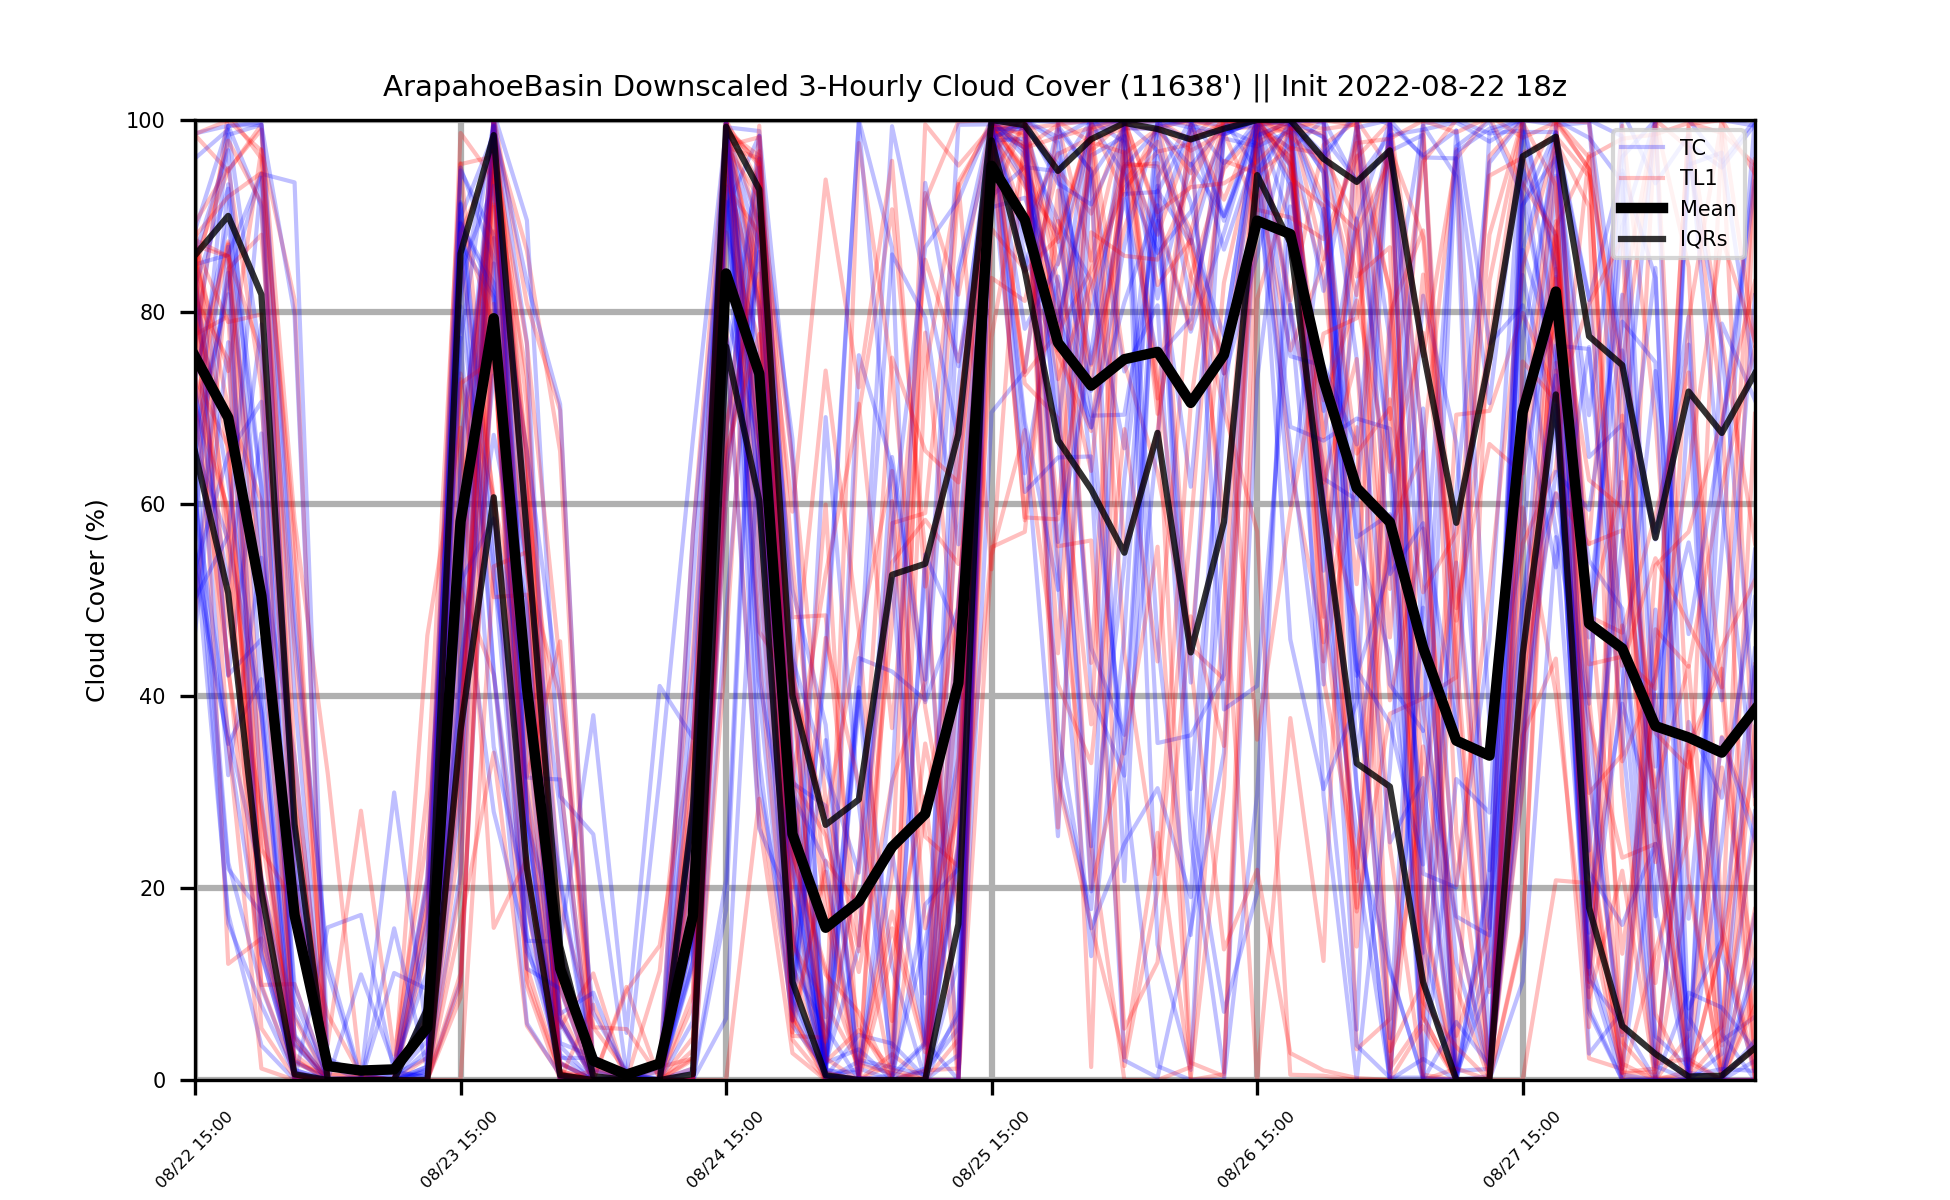 ArapahoeBasin Downscaled 3-Hourly Cloud Cover (11638') || Init 2022-08-22 18z
Cloud Cover (%)
100
80
60
40
20
0
TC
TL1
Mean
IQRs
08/22 15:00
08/23 15:00
08/24 15:00
08/25 15:00
08/26 15:00
08/27 15:00